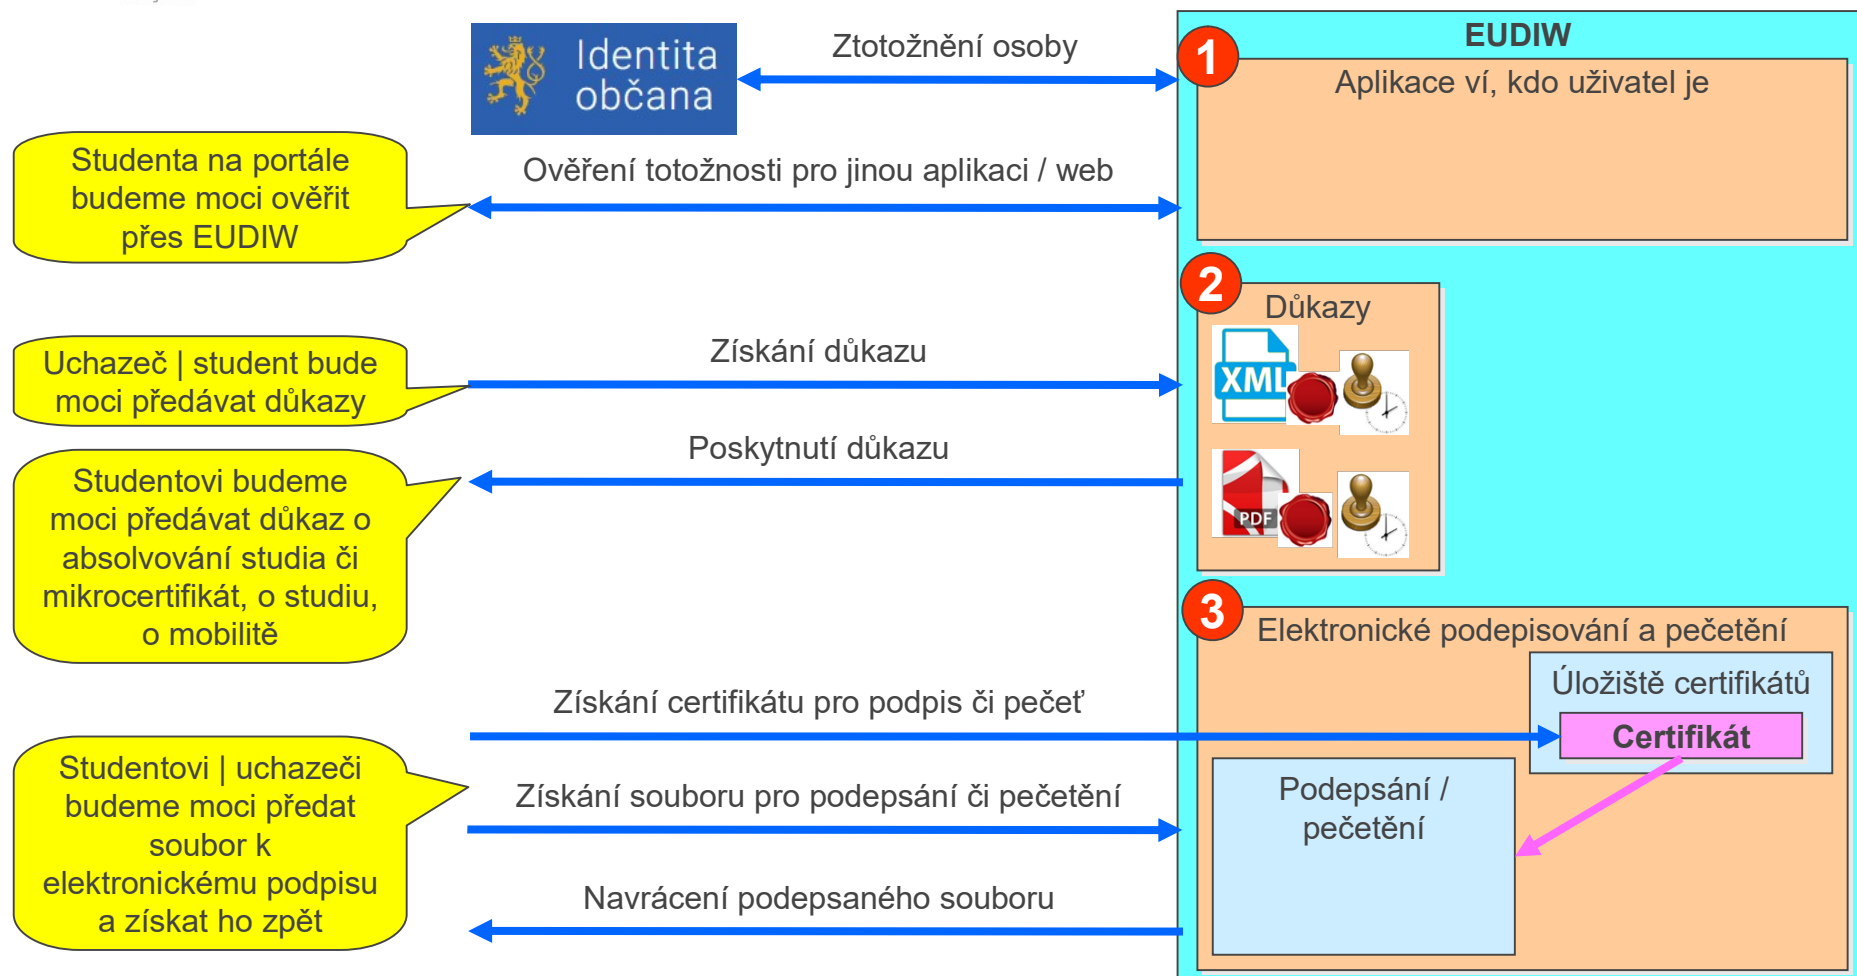 EUDIW
Identita
občana
Ztotožnění osoby
1
Aplikace ví, kdo uživatel je
Studenta na portále
budeme moci ověřit
přes EUDIW
Ověření totožnosti pro jinou aplikaci / web
2
Důkazy
XML
PDF
Uchazeč | student bude
moci předávat důkazy
Získání důkazu
Poskytnutí důkazu
Studentovi budeme
moci předávat důkaz o
absolvování studia či
mikrocertifikát, o studiu,
o mobilitě
3
Elektronické podepisování a pečetění
Úložiště certifikátů
Certifikát
Získání certifikátu pro podpis či pečeť
Studentovi | uchazeči
budeme moci předat
soubor k
elektronickému podpisu
a získat ho zpět
Získání souboru pro podepsání či pečetění
Podepsání /
pečetění
Navrácení podepsaného souboru